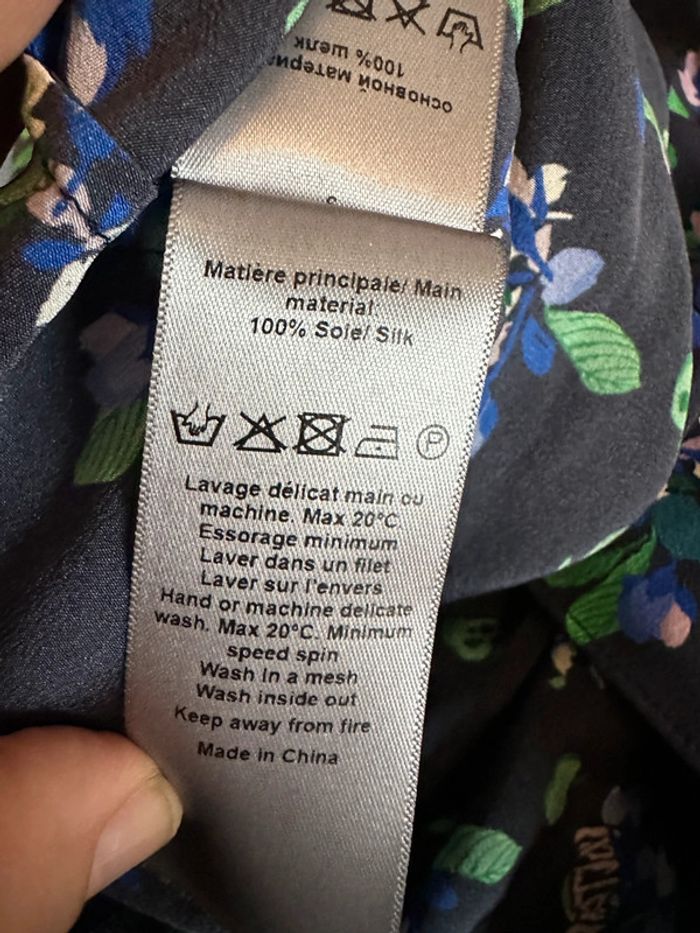 100% шелк
основной материа
Matière principale/ Main
material:
100% Soie/ Silk
P
Lavage délicat main ou
machine. Max 20°C
Essorage minimum
Laver dans un filet
Laver sur l'envers
Hand or machine delicate
wash. Max 20°C. Minimum
speed spin
Wash in a mesh
Wash inside out
Keep away from fire
Made in China